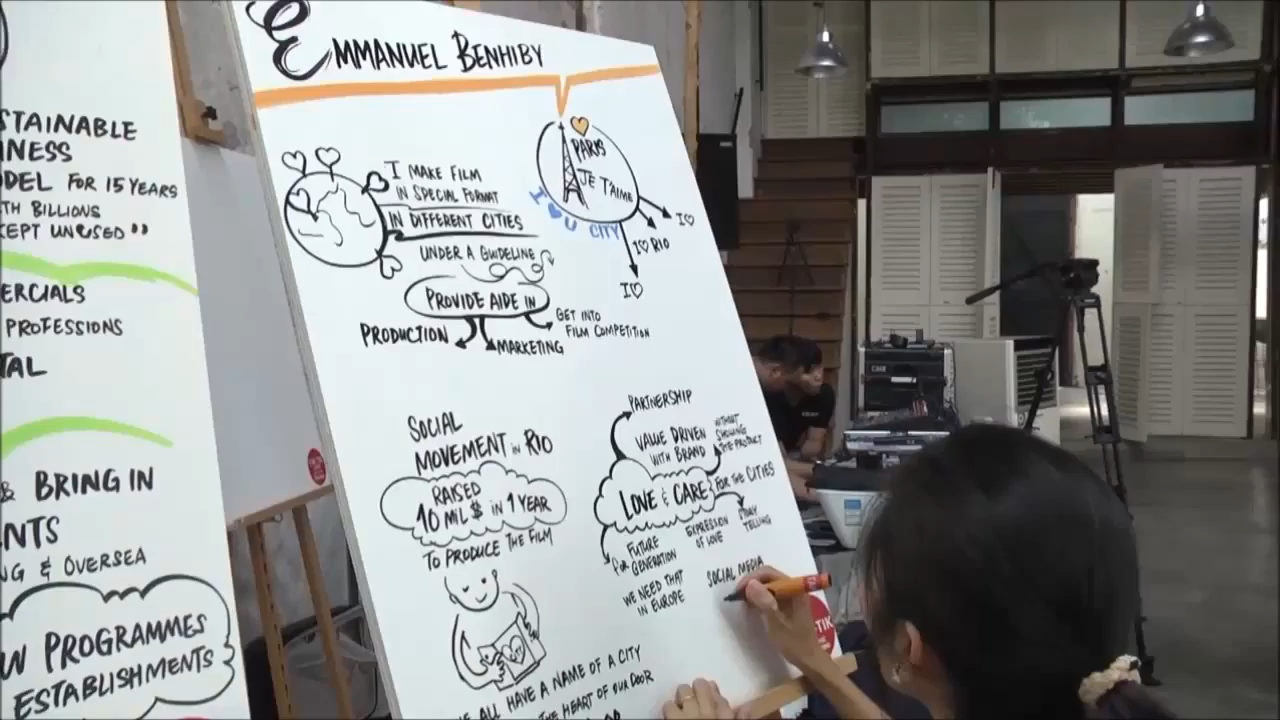 STAINABLE
INESS
DEL FOR 15 YEARS
TH BILLIONS
CEPT UNUSED"
ERCIALS
PROFESSIONS
TAL
& BRING IN
NTS
NG & OVERSEA
W PROGRAMMES
ESTABLISHMENTS
EMMANUEL BENHIBY
PARIS
JE T'AIME
I ♥ U CITY
I♡
I♡ RIO
I♡
I MAKE FILM
IN SPECIAL FORMAT
IN DIFFERENT CITIES
UNDER A GUIDELINE
PROVIDE AIDE IN
PRODUCTION
MARKETING
GET INTO
FILM COMPETITION
SOCIAL
MOVEMENT IN RIO
RAISED
10 MIL $ IN 1 YEAR
TO PRODUCE THE FILM
ALL HAVE A NAME OF A CITY
THE HEART OF OUR DOOR
PARTNERSHIP
VALUE DRIVEN
WITH BRAND
WITHOUT
SHOWING
THE PRODUCT
LOVE & CARE FOR THE CITIES
FUTURE
for GENERATION
EXPRESSION
OF LOVE
STORY
TELLING
WE NEED THAT
IN EUROPE
SOCIAL MEDIA